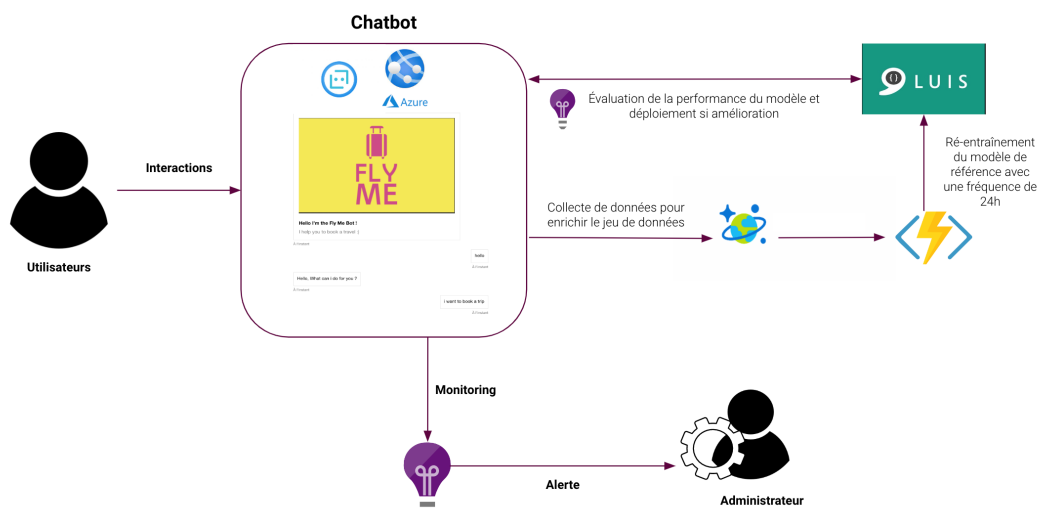 Chatbot
Azure
FLY
ME
Hello I'm the Fly Me Bot !
I help you to book a travel :)
hello
Hello, What can i do for you ?
i want to book a trip
Utilisateurs
Interactions
Évaluation de la performance du modèle et
déploiement si amélioration
LUIS
Collecte de données pour
enrichir le jeu de données
Ré-entraînement
du modèle de
référence avec
une fréquence de
24h
Monitoring
Alerte
Administrateur